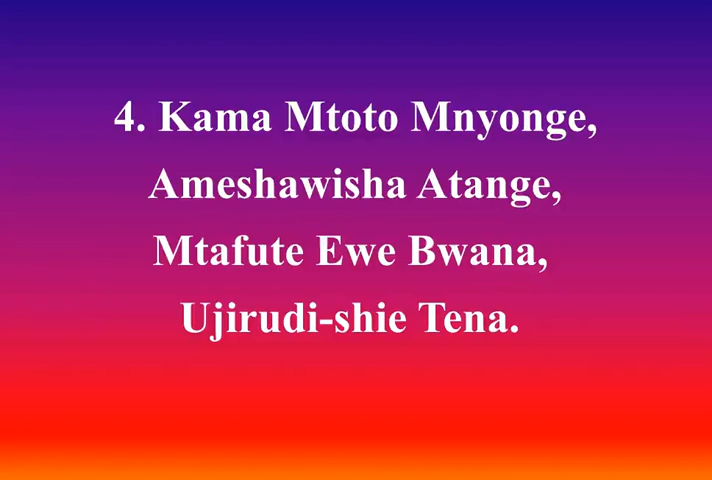 4. Kama Mtoto Mnyonge,
Ameshawisha Atange,
Mtafute Ewe Bwana,
Ujirudi-shie Tena.